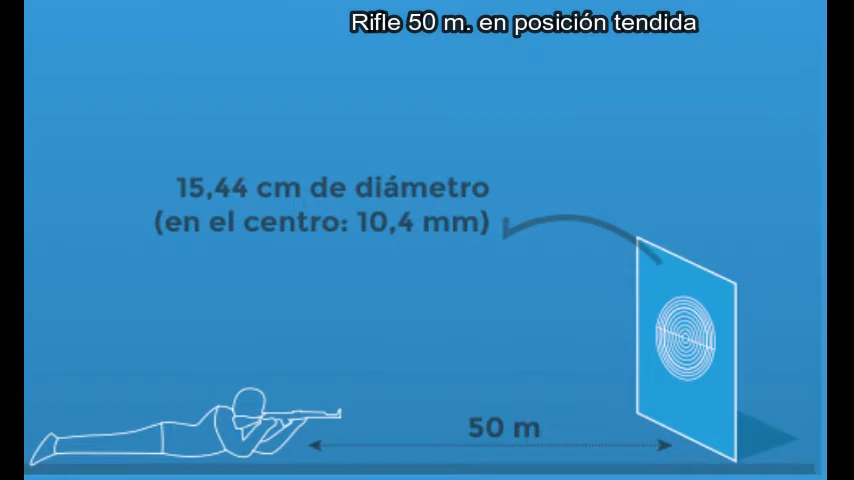 Rifle 50 m. en posición tendida
15,44 cm de diámetro
(en el centro: 10,4 mm)
50 m